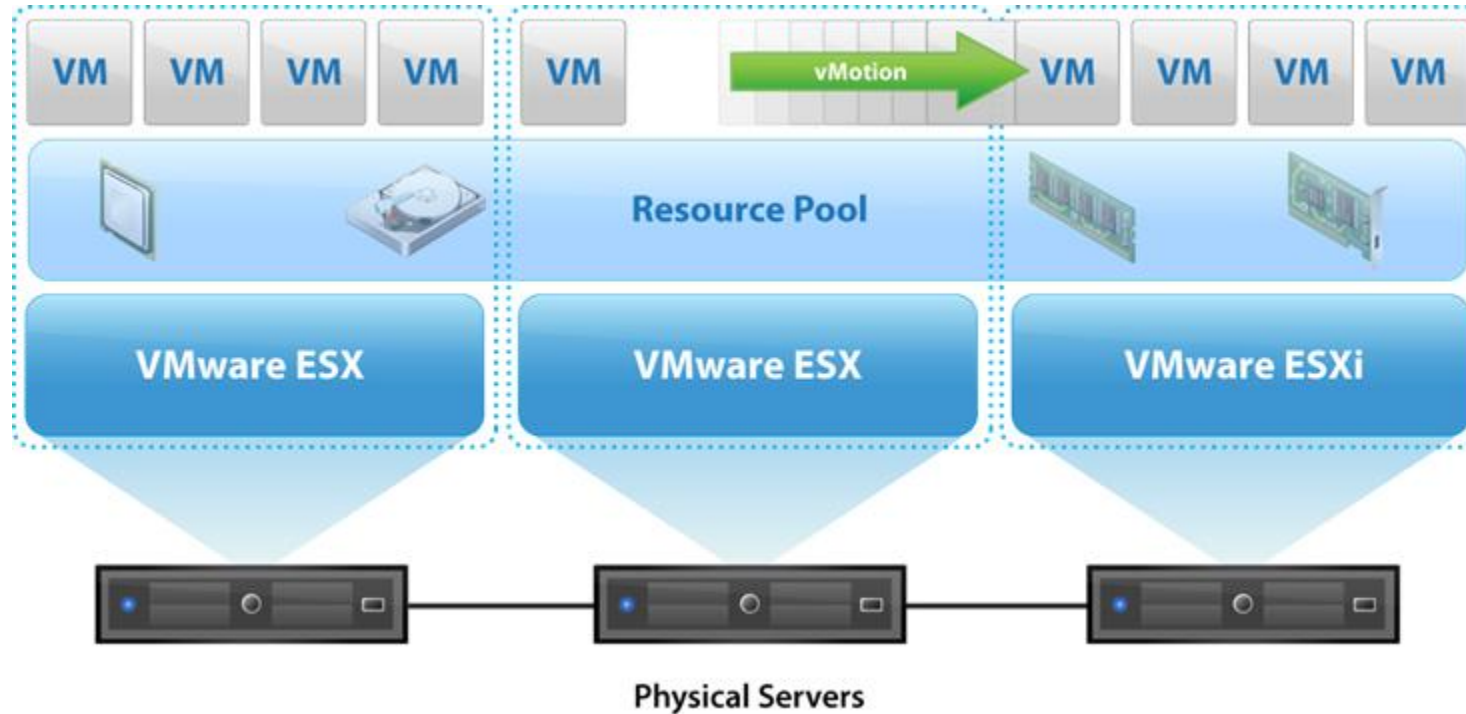 VM VM VM VM VM vMotion VM VM VM VM
Resource Pool
VMware ESX VMware ESX VMware ESXi
Physical Servers